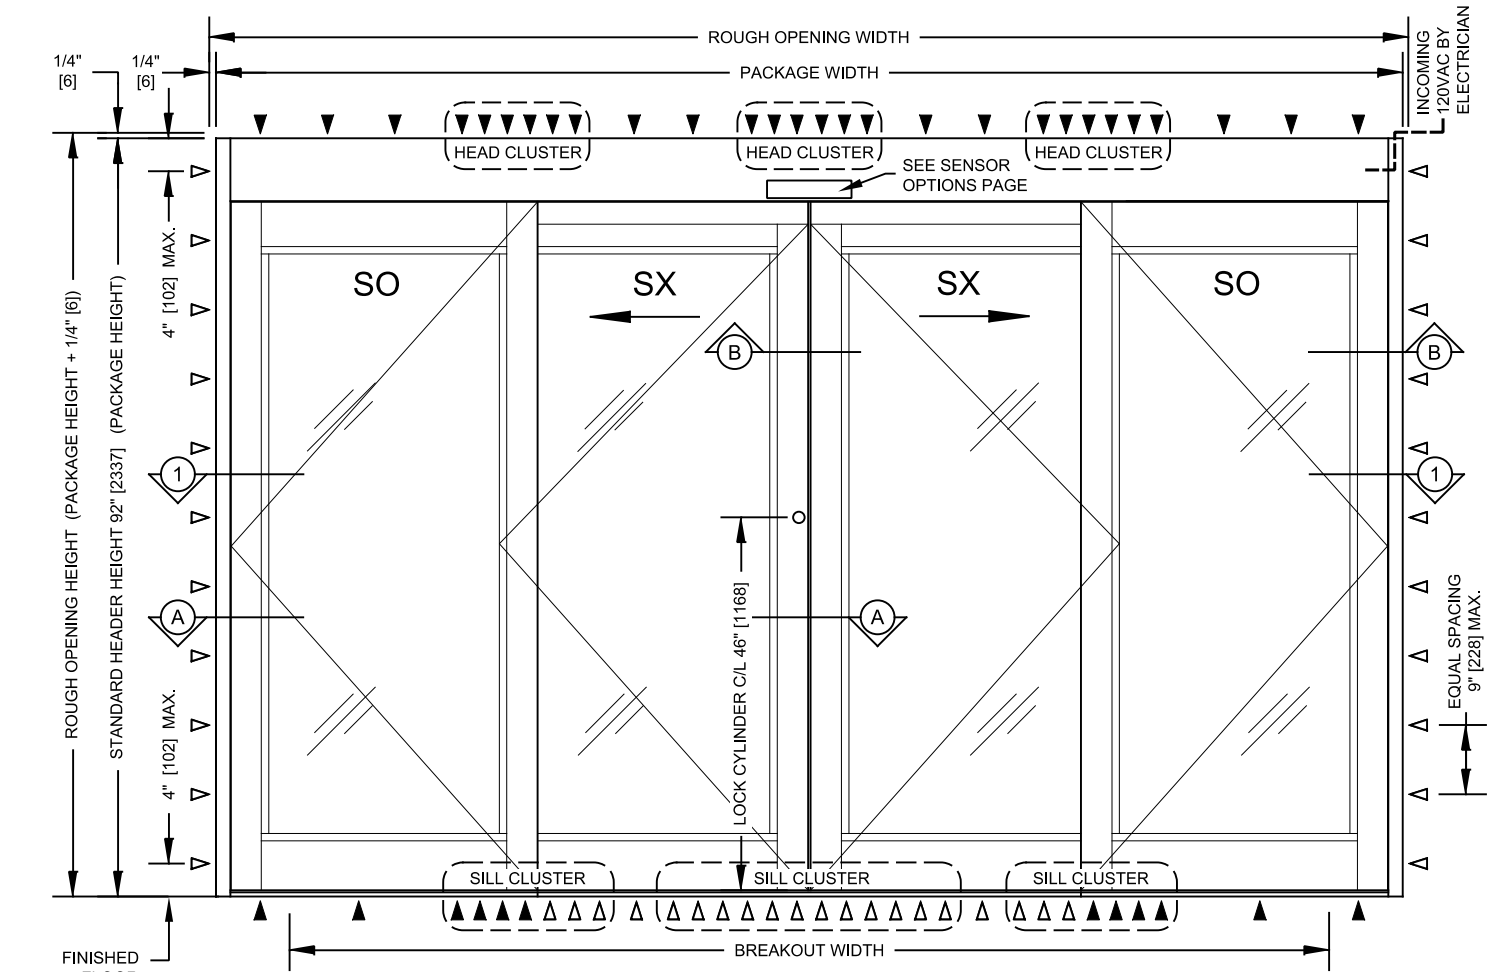 ROUGH OPENING WIDTH
PACKAGE WIDTH
1/4"
[6]
1/4"
[6]
INCOMING
120VAC BY
ELECTRICIAN
HEAD CLUSTER
HEAD CLUSTER
HEAD CLUSTER
SEE SENSOR
OPTIONS PAGE
SO
SX
SX
SO
B
B
1
1
A
A
ROUGH OPENING HEIGHT (PACKAGE HEIGHT + 1/4" [6])
STANDARD HEADER HEIGHT 92" [2337] (PACKAGE HEIGHT)
4" [102] MAX.
4" [102] MAX.
LOCK CYLINDER C/L 46" [1168]
EQUAL SPACING
9" [228] MAX.
SILL CLUSTER
SILL CLUSTER
SILL CLUSTER
BREAKOUT WIDTH
FINISHED